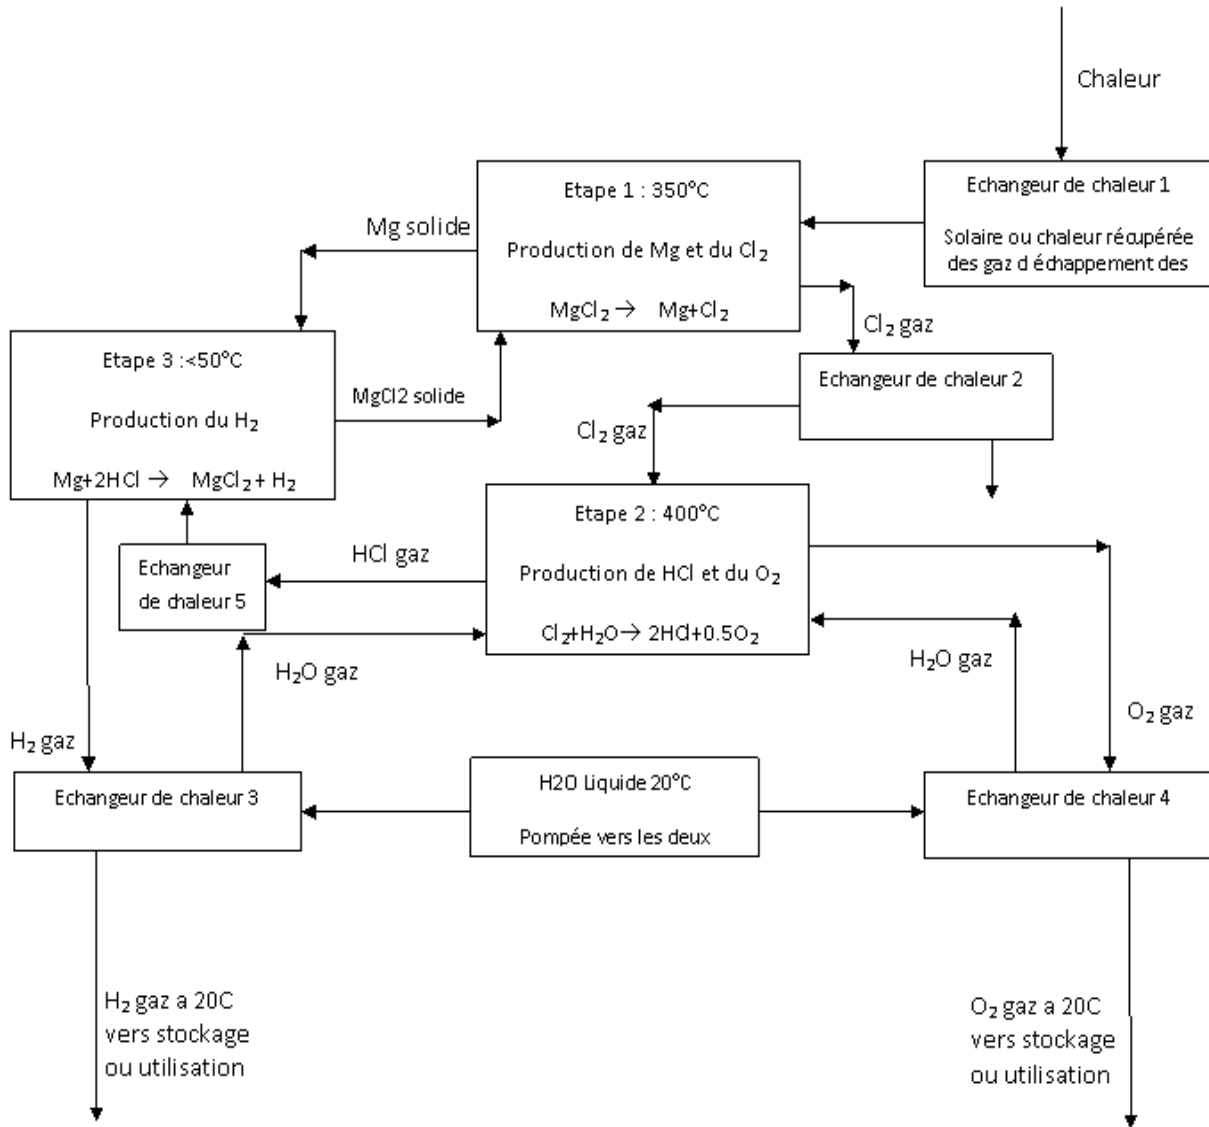 Chaleur
Echangeur de chaleur 1
Solaire ou chaleur récupérée
des gaz d échappement des
Etape 1 : 350°C
Production de Mg et du Cl₂
MgCl₂ → Mg+Cl₂
Mg solide
Cl₂ gaz
Etape 3 :<50°C
Production du H₂
Mg+2HCl → MgCl₂ + H₂
MgCl2 solide
Echangeur de chaleur 2
Cl₂ gaz
Etape 2 : 400°C
Production de HCl et du O₂
Cl₂+H₂O→ 2HCl+0.5O₂
HCl gaz
Echangeur
de chaleur 5
H₂O gaz
H₂O gaz
O₂ gaz
H₂ gaz
Echangeur de chaleur 3
H2O Liquide 20°C
Pompée vers les deux
Echangeur de chaleur 4
H₂ gaz a 20C
vers stockage
ou utilisation
O₂ gaz a 20C
vers stockage
ou utilisation